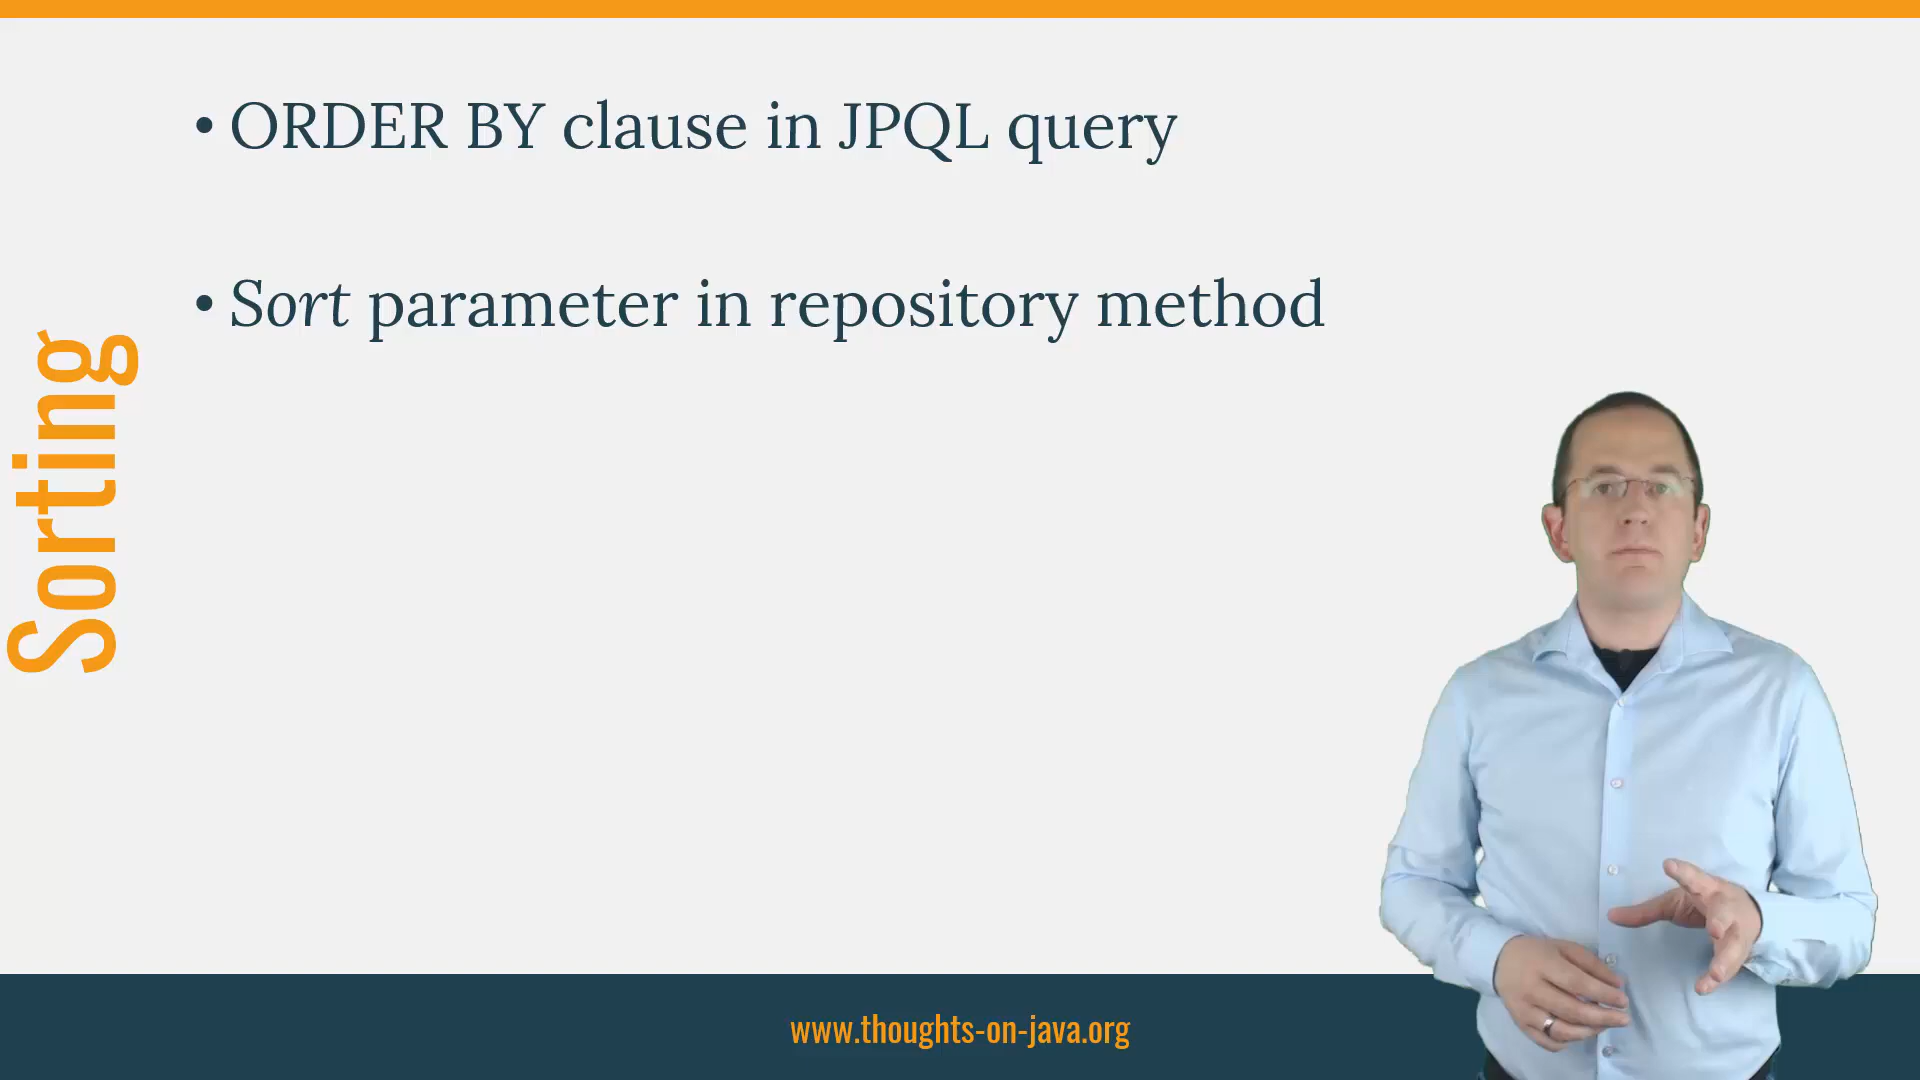 Sorting
• ORDER BY clause in JPQL query
• Sort parameter in repository method
www.thoughts-on-java.org